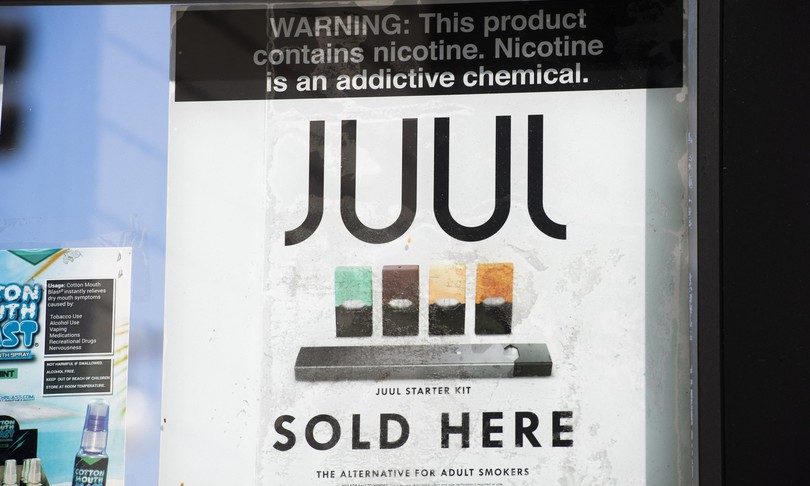 WARNING: This product
contains nicotine. Nicotine
is an addictive chemical.
JUUL
JUUL STARTER KIT
SOLD HERE
THE ALTERNATIVE FOR ADULT SMOKERS
Usage: Cotton Mouth
Blast® instantly relieves
dry mouth symptoms
caused by:
Tobacco Use
Alcohol Use
Vaping
Medications
Recreational Drugs
Nervousness
NOT HARMFUL IF SWALLOWED.
ALCOHOL FREE.
KEEP OUT OF REACH OF CHILDREN
STORE AT ROOM TEMPERATURE.
COTTON
MOUTH